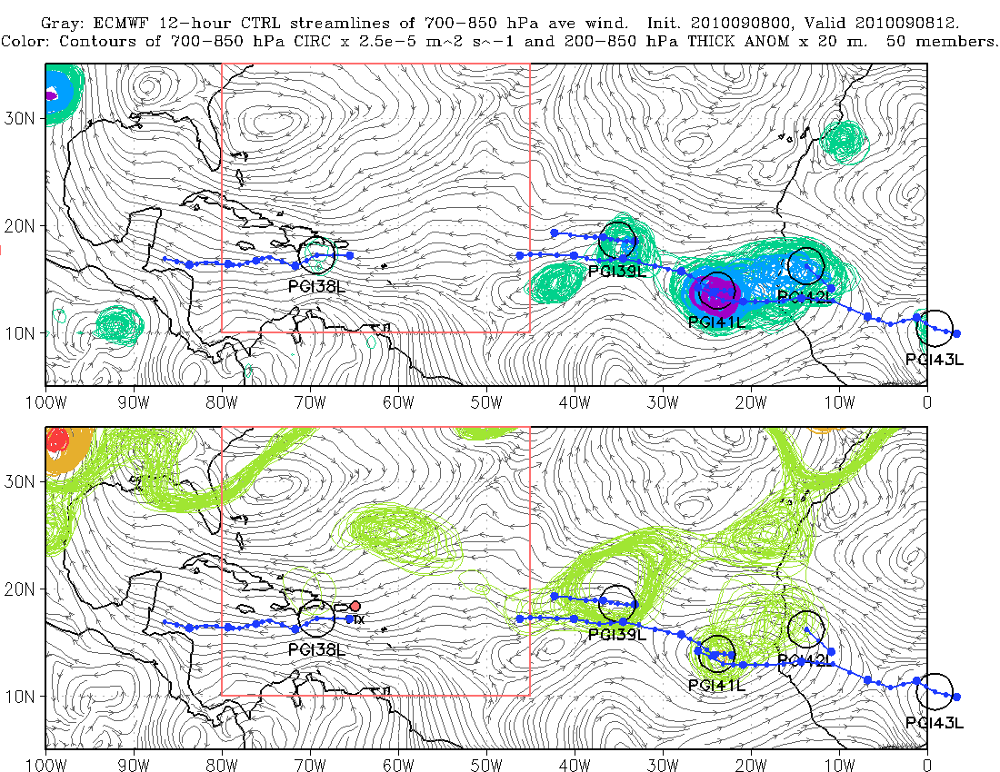 Gray: ECMWF 12-hour CTRL streamlines of 700-850 hPa ave wind. Init. 2010090800, Valid 2010090812.
Color: Contours of 700-850 hPa CIRC x 2.5e-5 m^2 s^-1 and 200-850 hPa THICK ANOM x 20 m. 50 members.
30N
20N
PGI39L
PGI38L
PGI42L
PGI41L
10N
PGI43L
100W 90W 80W 70W 60W 50W 40W 30W 20W 10W 0
30N
20N
Tx
PGI39L
PGI38L
PGI42L
PGI41L
10N
PGI43L
100W 90W 80W 70W 60W 50W 40W 30W 20W 10W 0